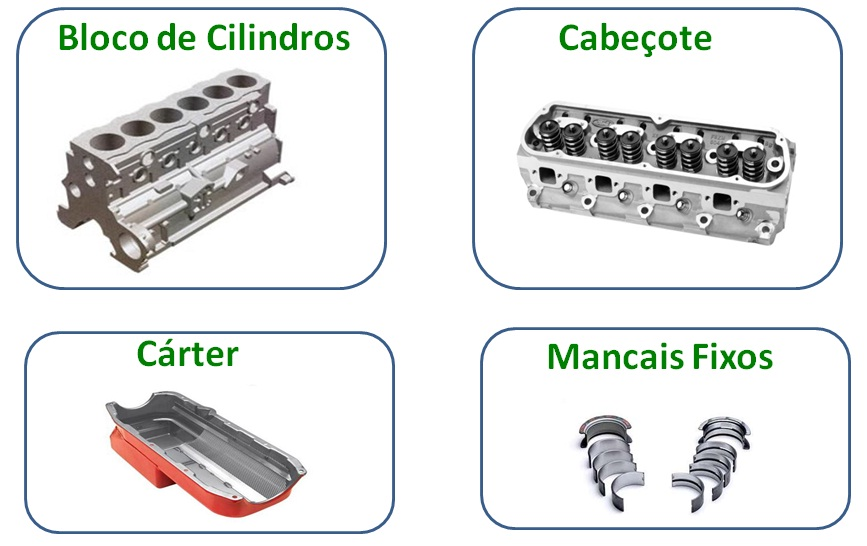 Bloco de Cilindros
Cabeçote
Cárter
Mancais Fixos